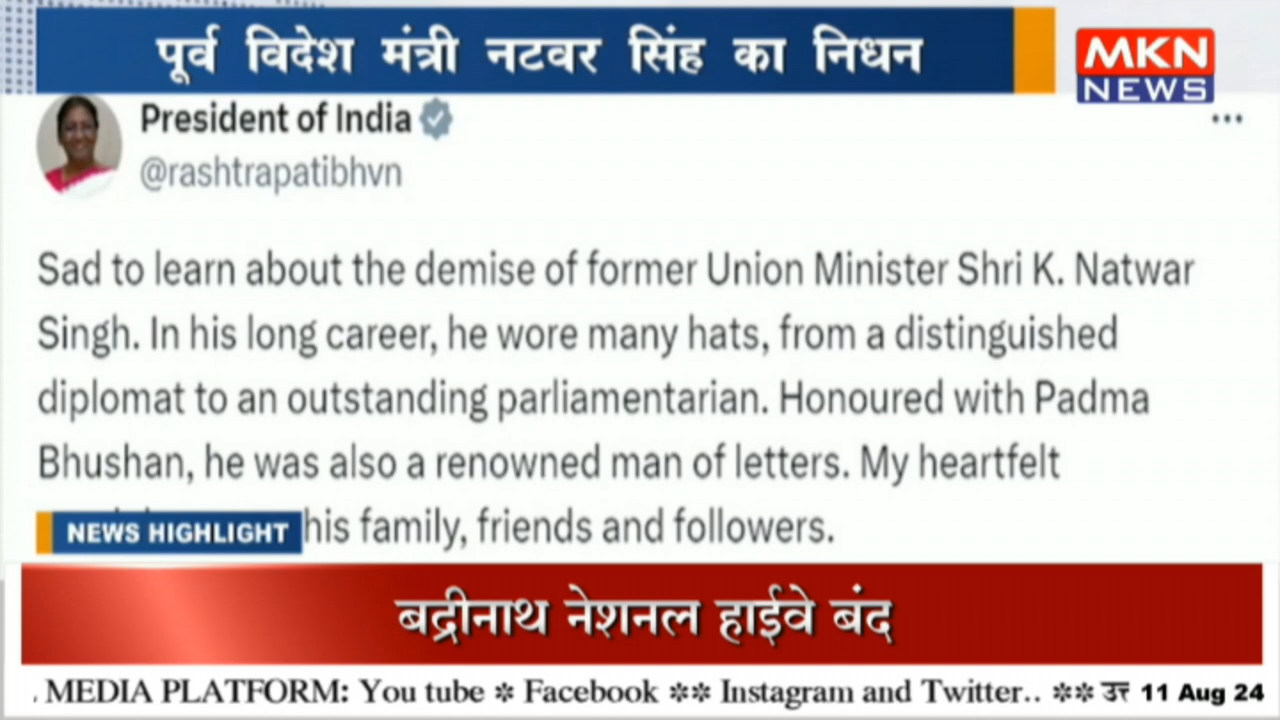 पूर्व विदेश मंत्री नटवर सिंह का निधन
MKN
NEWS
President of India
@rashtrapatibhvn
Sad to learn about the demise of former Union Minister Shri K. Natwar
Singh. In his long career, he wore many hats, from a distinguished
diplomat to an outstanding parliamentarian. Honoured with Padma
Bhushan, he was also a renowned man of letters. My heartfelt
his family, friends and followers.
NEWS HIGHLIGHT
बद्रीनाथ नेशनल हाईवे बंद
. MEDIA PLATFORM: You tube ❇ Facebook ❇❇ Instagram and Twitter.. ❇❇ उत्त 11 Aug 24